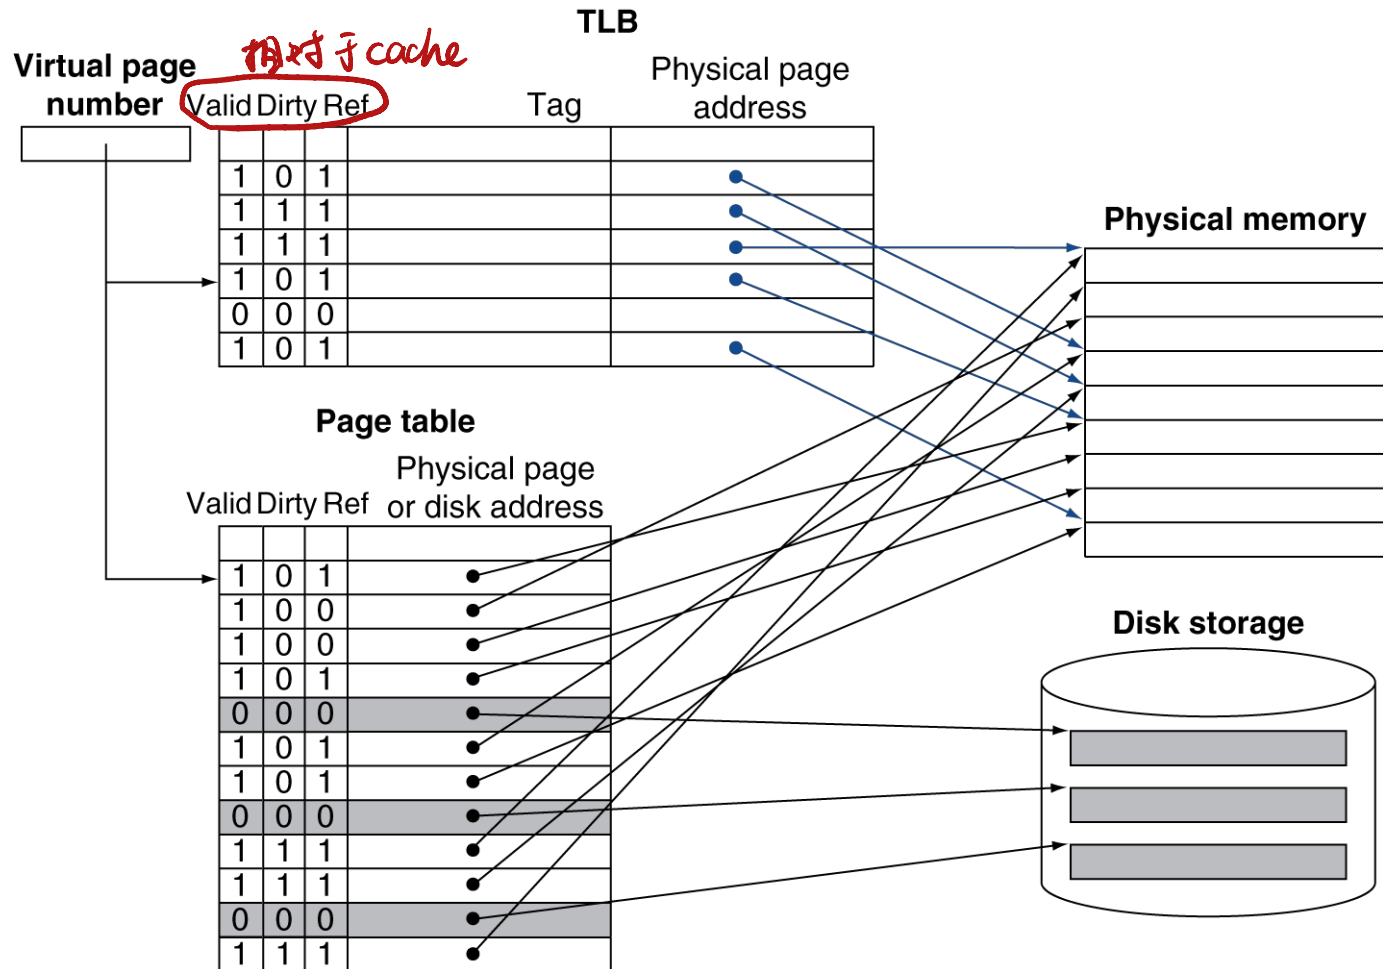 TLB
相对于cache
Virtual page
number
Valid Dirty Ref
Tag
Physical page
address
1 0 1
1 1 1
1 1 1
1 0 1
0 0 0
1 0 1
Physical memory
Page table
Physical page
or disk address
Valid Dirty Ref
1 0 1
1 0 0
1 0 0
1 0 1
0 0 0
1 0 1
1 0 1
0 0 0
1 1 1
1 1 1
0 0 0
1 1 1
Disk storage